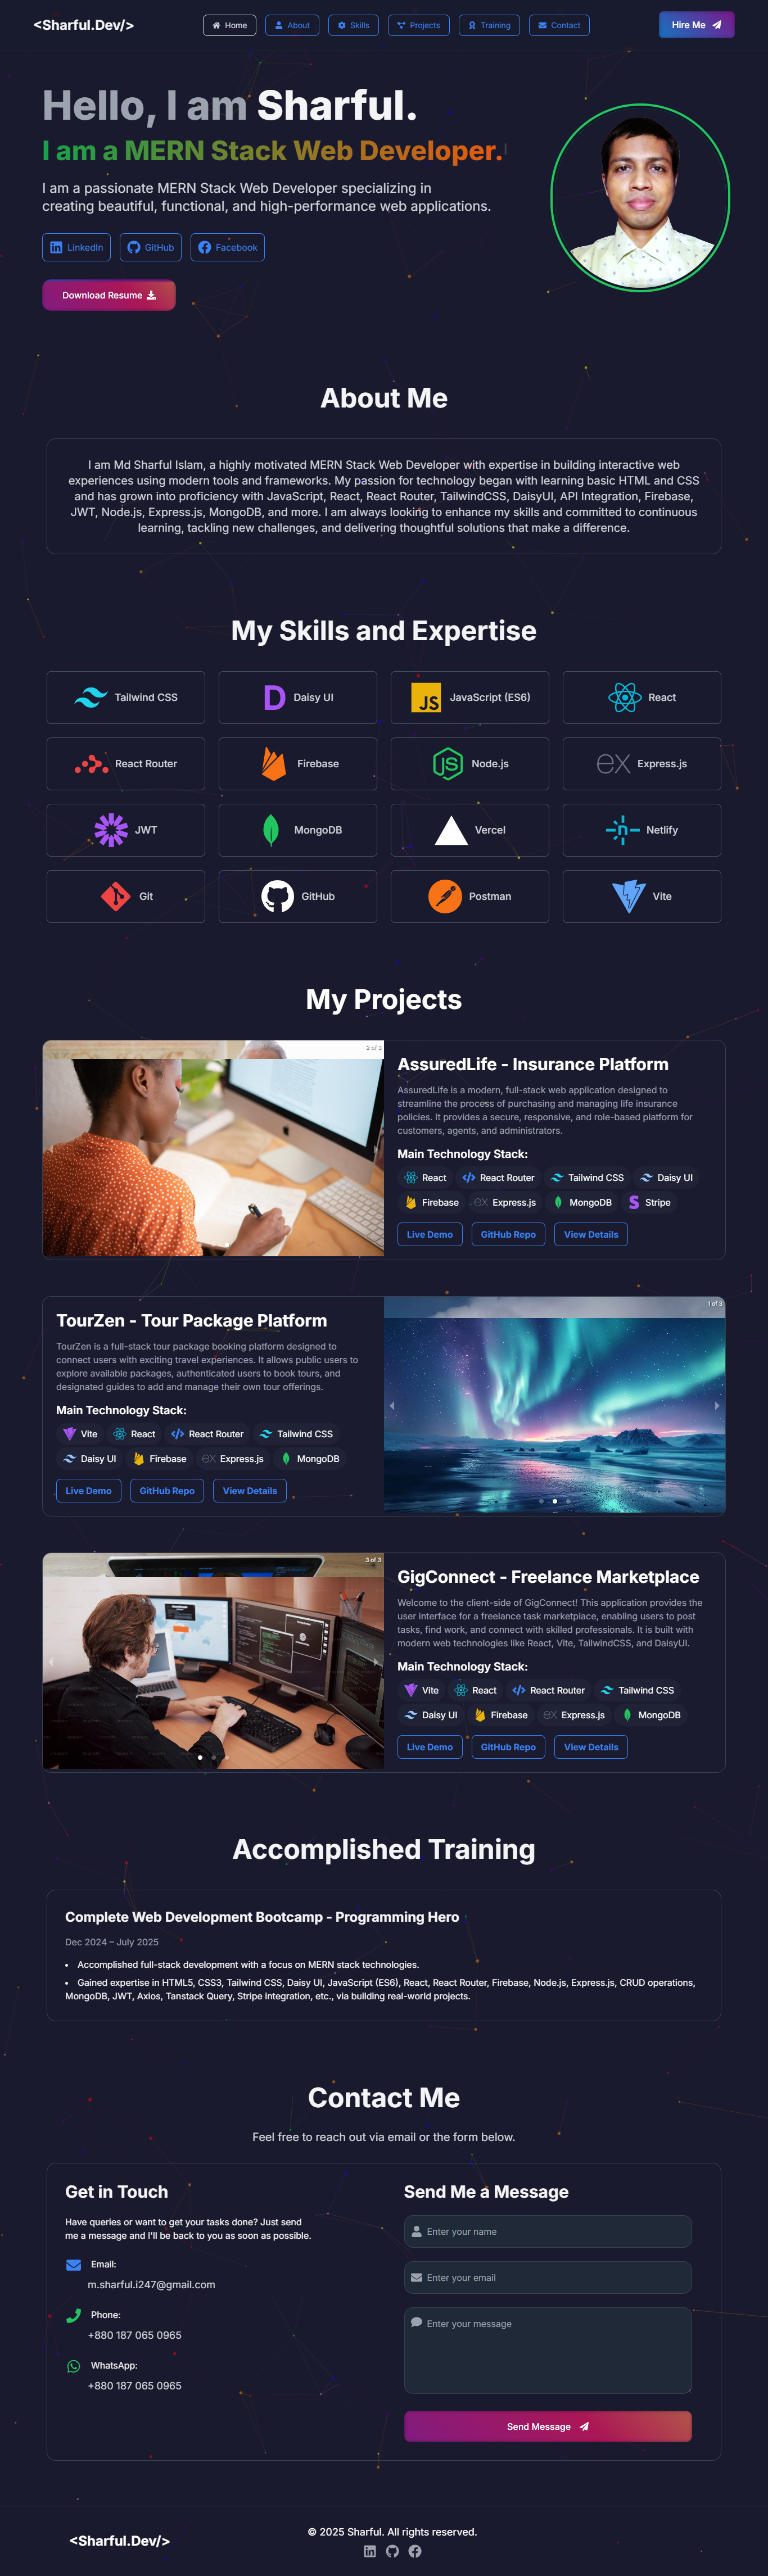 <Sharful.Dev/>
Home
About
Skills
Projects
Training
Contact
Hire Me
Hello, I am Sharful.
I am a MERN Stack Web Developer.
I am a passionate MERN Stack Web Developer specializing in
creating beautiful, functional, and high-performance web applications.
LinkedIn
GitHub
Facebook
Download Resume
About Me
I am Md Sharful Islam, a highly motivated MERN Stack Web Developer with expertise in building interactive web
experiences using modern tools and frameworks. My passion for technology began with learning basic HTML and CSS
and has grown into proficiency with JavaScript, React, React Router, TailwindCSS, DaisyUI, API Integration, Firebase,
JWT, Node.js, Express.js, MongoDB, and more. I am always looking to enhance my skills and committed to continuous
learning, tackling new challenges, and delivering thoughtful solutions that make a difference.
My Skills and Expertise
Tailwind CSS
D Daisy UI
JS JavaScript (ES6)
React
React Router
Firebase
JS Node.js
ex Express.js
JWT
MongoDB
Vercel
n Netlify
Git
GitHub
Postman
Vite
My Projects
2 of 3
AssuredLife - Insurance Platform
AssuredLife is a modern, full-stack web application designed to
streamline the process of purchasing and managing life insurance
policies. It provides a secure, responsive, and role-based platform for
customers, agents, and administrators.
Main Technology Stack:
React
React Router
Tailwind CSS
Daisy UI
Firebase
ex Express.js
MongoDB
S Stripe
Live Demo
GitHub Repo
View Details
TourZen - Tour Package Platform
TourZen is a full-stack tour package booking platform designed to
connect users with exciting travel experiences. It allows public users to
explore available packages, authenticated users to book tours, and
designated guides to add and manage their own tour offerings.
Main Technology Stack:
Vite
React
React Router
Tailwind CSS
Daisy UI
Firebase
ex Express.js
MongoDB
Live Demo
GitHub Repo
View Details
1 of 3
3 of 3
GigConnect - Freelance Marketplace
Welcome to the client-side of GigConnect! This application provides the
user interface for a freelance task marketplace, enabling users to post
tasks, find work, and connect with skilled professionals. It is built with
modern web technologies like React, Vite, TailwindCSS, and DaisyUI.
Main Technology Stack:
Vite
React
React Router
Tailwind CSS
Daisy UI
Firebase
ex Express.js
MongoDB
Live Demo
GitHub Repo
View Details
Accomplished Training
Complete Web Development Bootcamp - Programming Hero
Dec 2024 – July 2025
• Accomplished full-stack development with a focus on MERN stack technologies.
• Gained expertise in HTML5, CSS3, Tailwind CSS, Daisy UI, JavaScript (ES6), React, React Router, Firebase, Node.js, Express.js, CRUD operations,
MongoDB, JWT, Axios, Tanstack Query, Stripe integration, etc., via building real-world projects.
Contact Me
Feel free to reach out via email or the form below.
Get in Touch
Have queries or want to get your tasks done? Just send
me a message and I'll be back to you as soon as possible.
Email:
m.sharful.i247@gmail.com
Phone:
+880 187 065 0965
WhatsApp:
+880 187 065 0965
Send Me a Message
Enter your name
Enter your email
Enter your message
Send Message
<Sharful.Dev/>
© 2025 Sharful. All rights reserved.